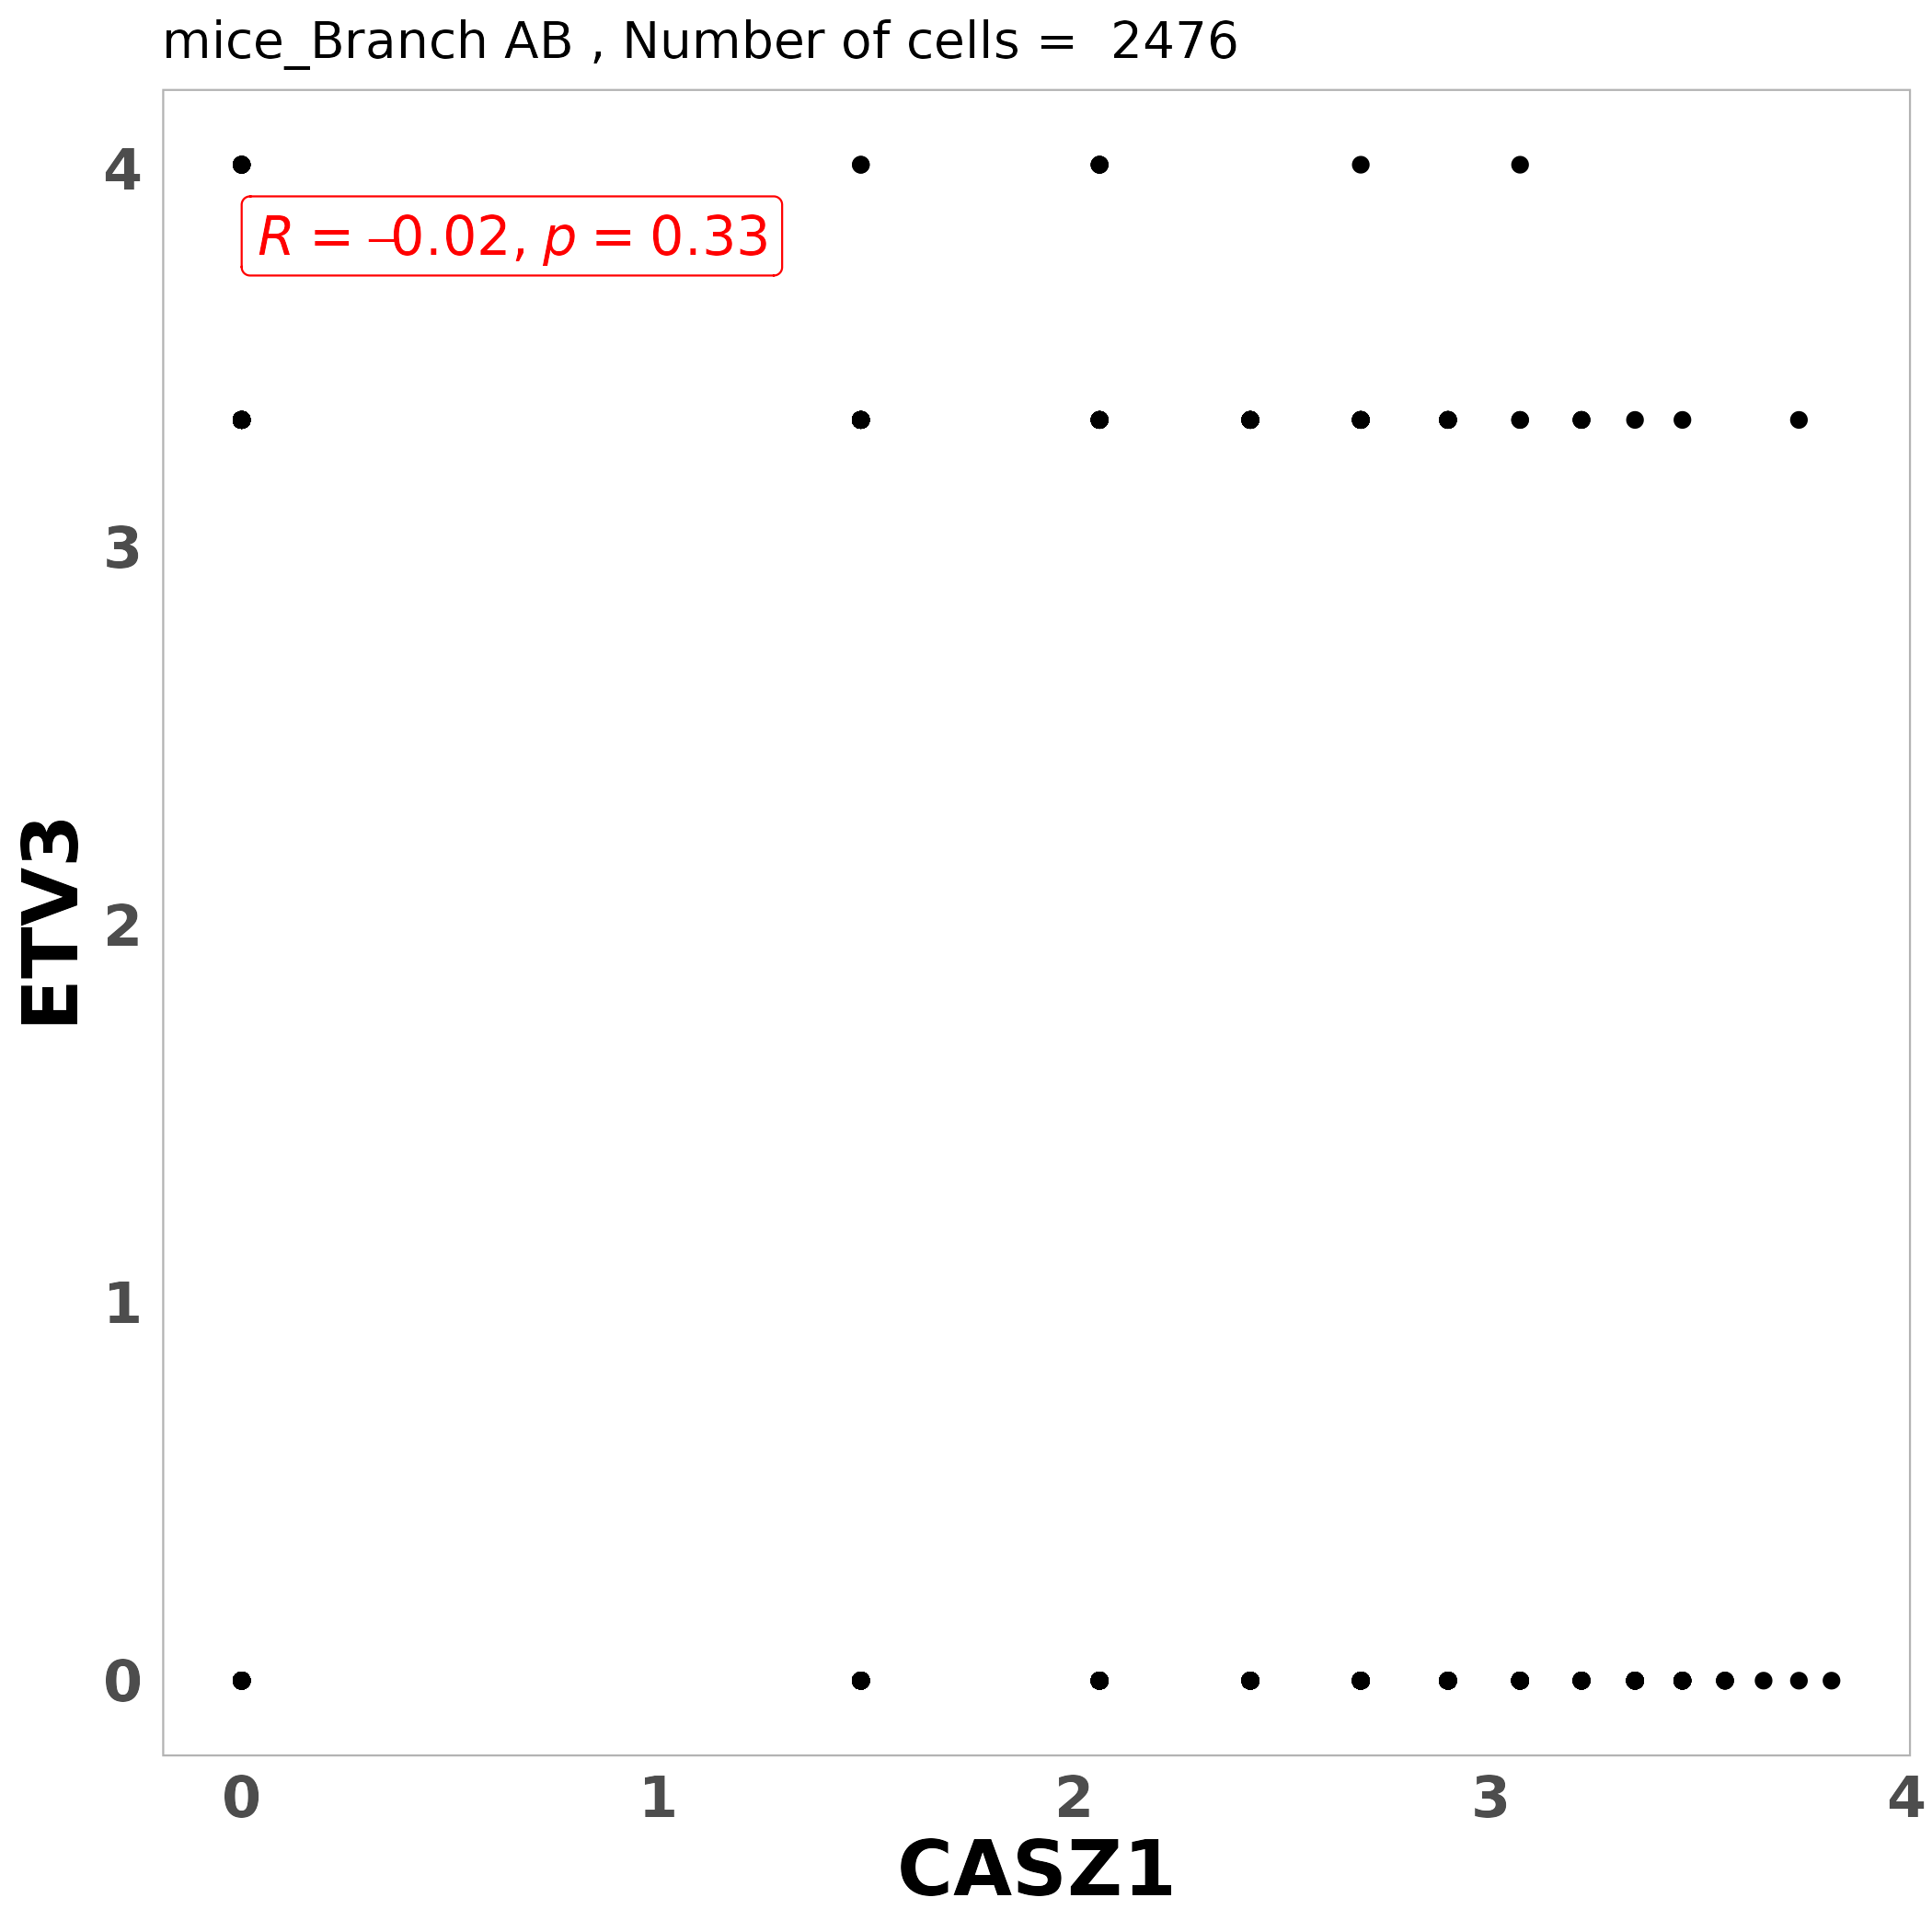 mice_Branch AB , Number of cells =  2476
4
R = –0.02, p = 0.33
3
ETV3
2
1
0
0 1 2 3 4
CASZ1